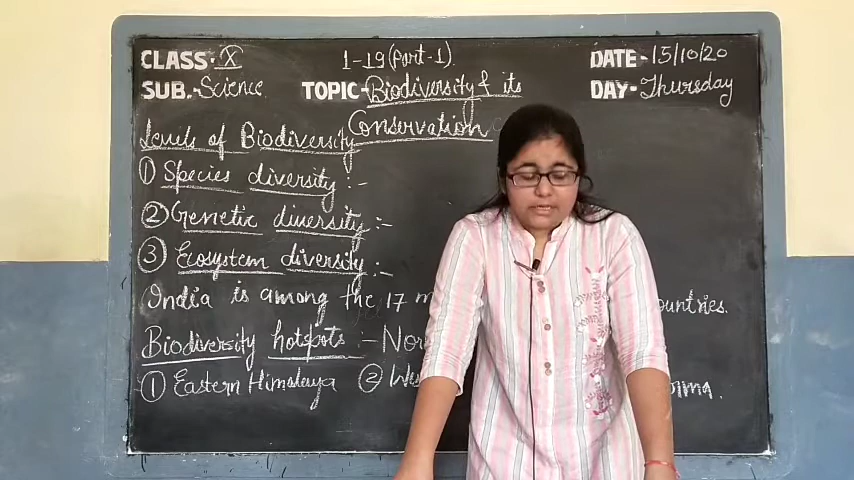 CLASS:- X 1-19 (Part-1) DATE- 15/10/20
SUB.- Science TOPIC- Biodiversity & its DAY- Thursday
Conservation
Levels of Biodiversity
① Species diversity :-
② Genetic diversity :-
③ Ecosystem diversity :-
India is among the 17 m ountries.
Biodiversity hotspots :- Nor
① Eastern Himalaya ② Wes